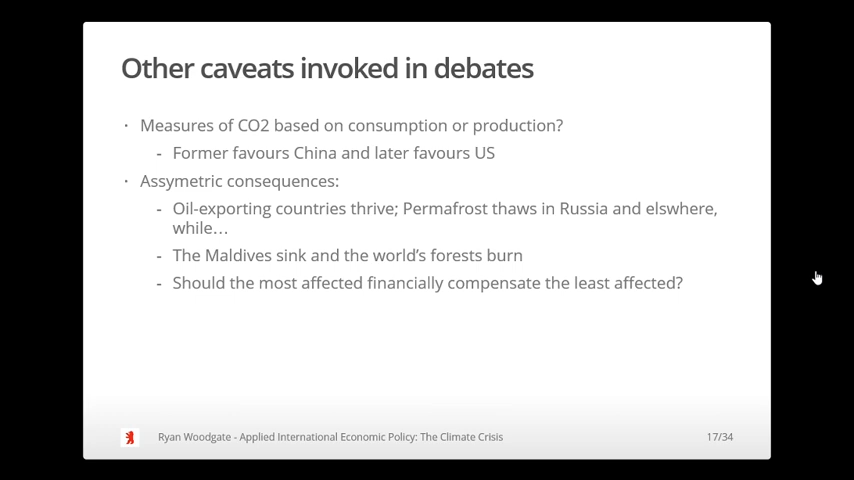 Other caveats invoked in debates
· Measures of CO2 based on consumption or production?
- Former favours China and later favours US
· Assymetric consequences:
- Oil-exporting countries thrive; Permafrost thaws in Russia and elswhere,
while…
- The Maldives sink and the world's forests burn
- Should the most affected financially compensate the least affected?
Ryan Woodgate - Applied International Economic Policy: The Climate Crisis
17/34